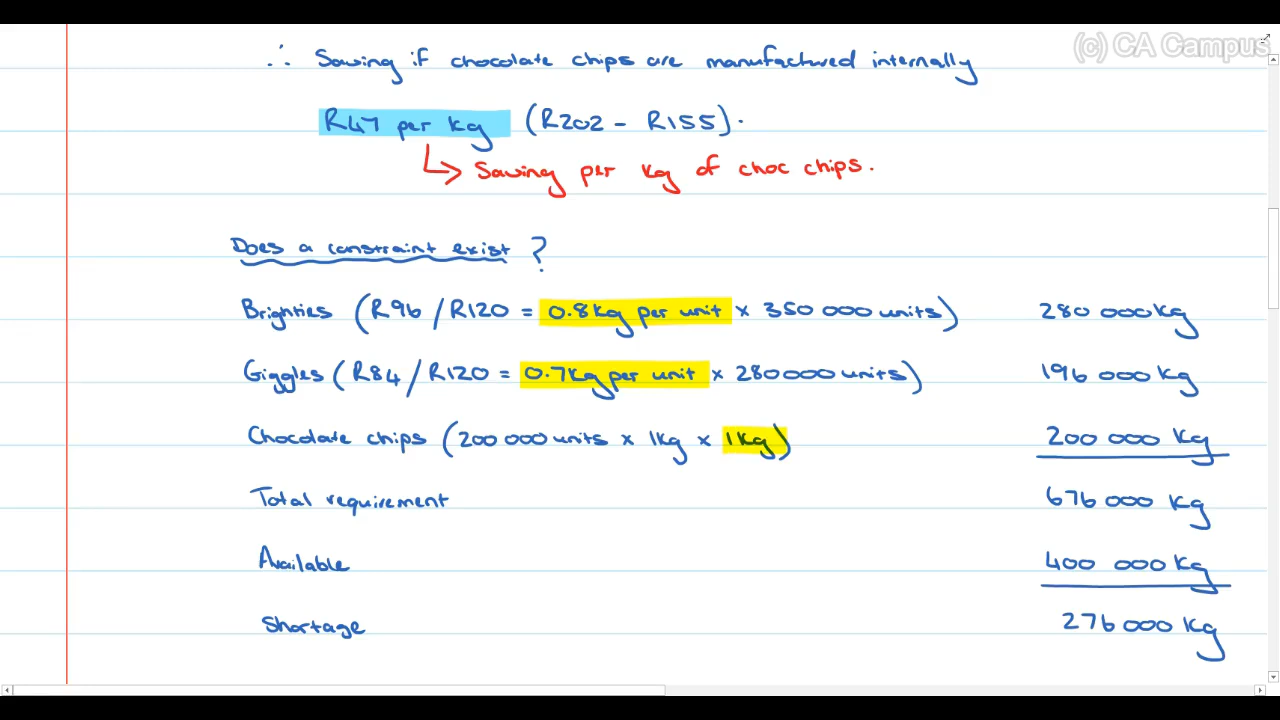 (c) CA Campus
∴ Saving if chocolate chips are manufactured internally
R47 per kg (R202 - R155).
↳ Saving per kg of choc chips.
Does a constraint exist ?
Brighties (R96 / R120 = 0.8kg per unit × 350 000 units) 280 000kg
Giggles (R84 / R120 = 0.7kg per unit × 280 000 units) 196 000 kg
Chocolate chips (200 000 units × 1kg × 1kg) 200 000 kg
Total requirement 676 000 kg
Available 400 000 kg
Shortage 276 000 kg